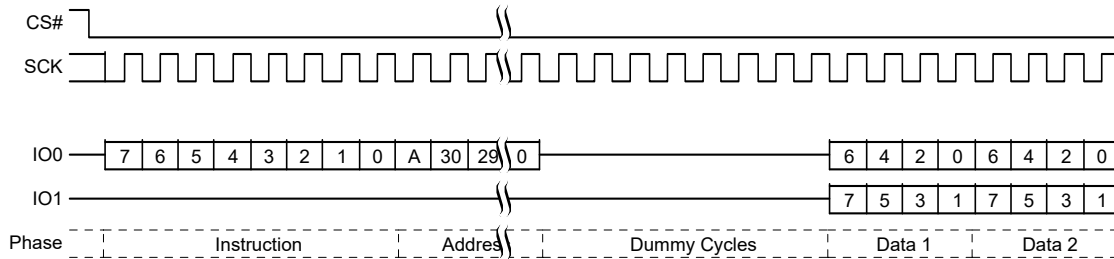 CS#
SCK
IO0 7 6 5 4 3 2 1 0 A 30 29 0 6 4 2 0 6 4 2 0
IO1 7 5 3 1 7 5 3 1
Phase Instruction Addres Dummy Cycles Data 1 Data 2